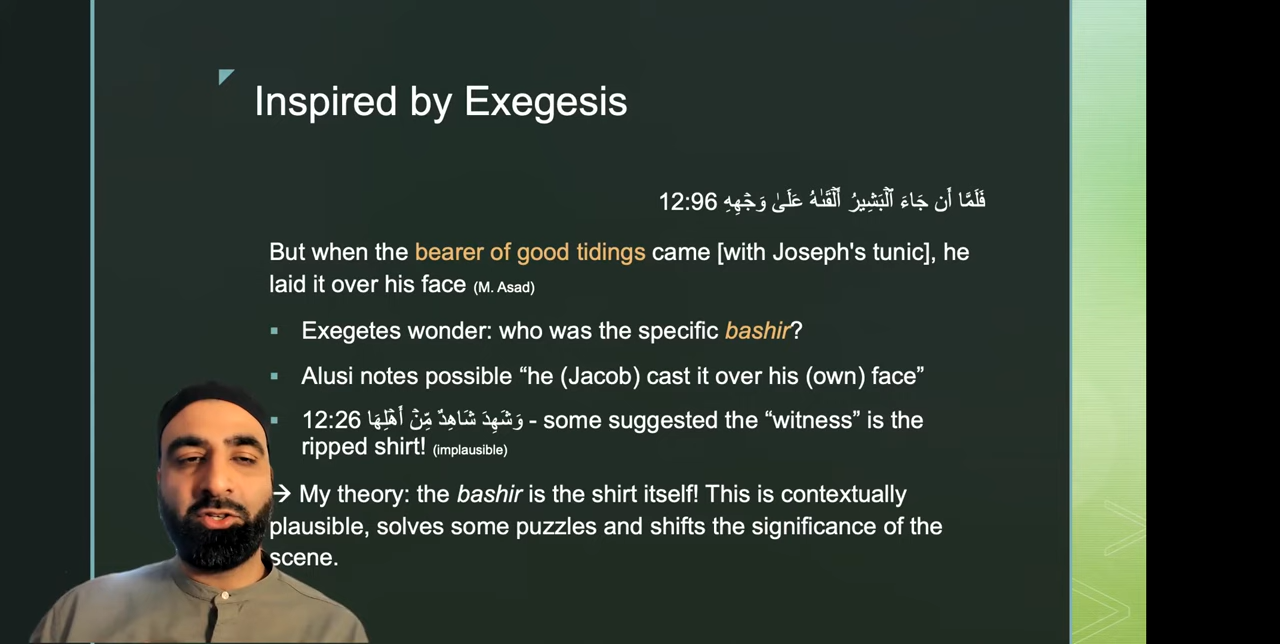 Inspired by Exegesis
فَلَمَّا أَن جَاءَ ٱلْبَشِيرُ أَلْقَىٰهُ عَلَىٰ وَجْهِهِ 12:96
But when the bearer of good tidings came [with Joseph's tunic], he
laid it over his face (M. Asad)
▪ Exegetes wonder: who was the specific bashir?
▪ Alusi notes possible “he (Jacob) cast it over his (own) face”
▪ 12:26 وَشَهِدَ شَاهِدٌ مِّنْ أَهْلِهَا - some suggested the “witness” is the
ripped shirt! (implausible)
→ My theory: the bashir is the shirt itself! This is contextually
plausible, solves some puzzles and shifts the significance of the
scene.